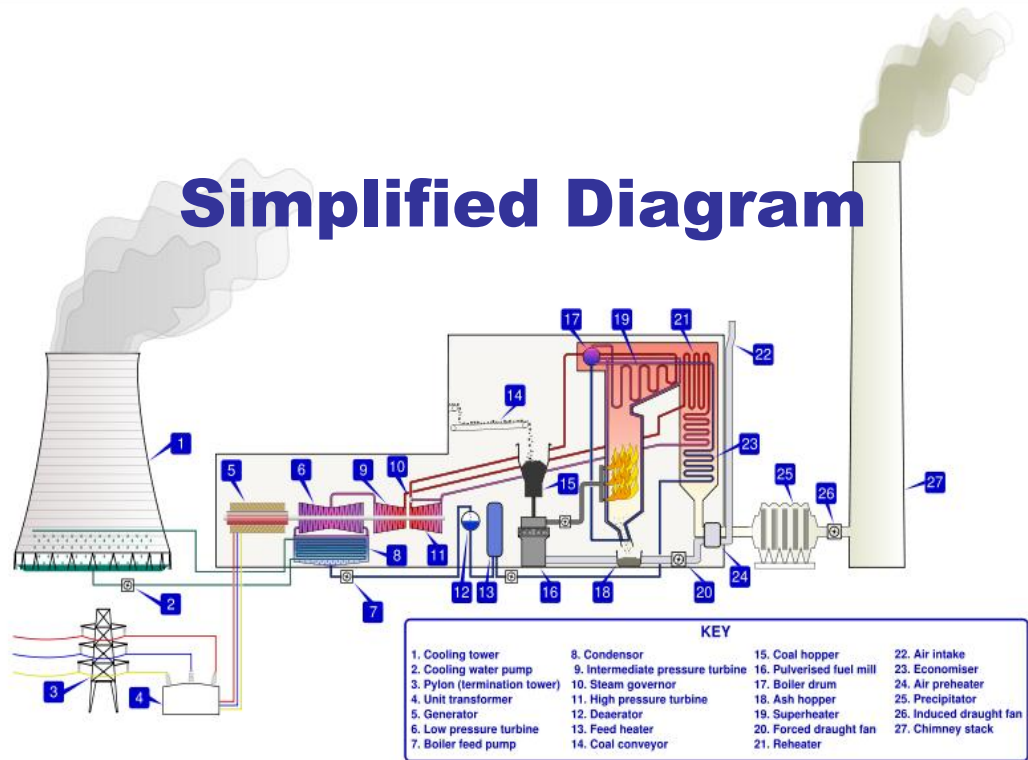 Simplified Diagram
17
19
21
22
14
1
5
6
9
10
15
23
25
26
27
11
8
12
13
16
18
20
24
2
7
3
4
KEY
1. Cooling tower
2. Cooling water pump
3. Pylon (termination tower)
4. Unit transformer
5. Generator
6. Low pressure turbine
7. Boiler feed pump
8. Condensor
9. Intermediate pressure turbine
10. Steam governor
11. High pressure turbine
12. Deaerator
13. Feed heater
14. Coal conveyor
15. Coal hopper
16. Pulverised fuel mill
17. Boiler drum
18. Ash hopper
19. Superheater
20. Forced draught fan
21. Reheater
22. Air intake
23. Economiser
24. Air preheater
25. Precipitator
26. Induced draught fan
27. Chimney stack